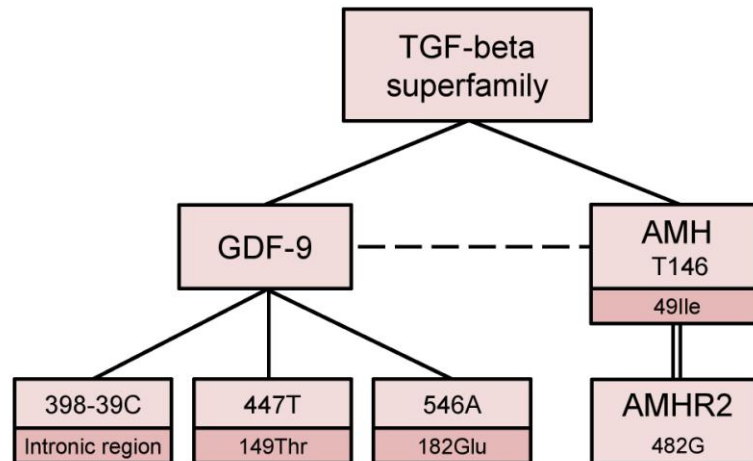 TGF-beta
superfamily
GDF-9
AMH
T146
49Ile
398-39C
Intronic region
447T
149Thr
546A
182Glu
AMHR2
482G